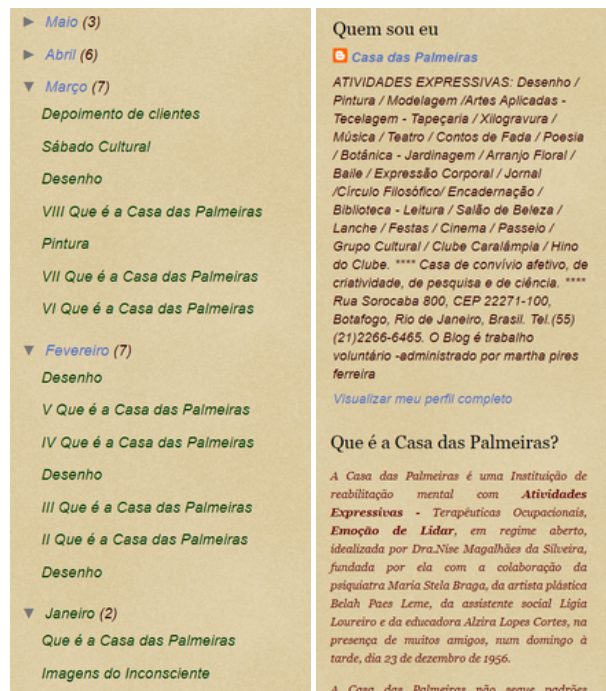 ► Maio (3)
► Abril (6)
▼ Março (7)
Depoimento de clientes
Sábado Cultural
Desenho
VIII Que é a Casa das Palmeiras
Pintura
VII Que é a Casa das Palmeiras
VI Que é a Casa das Palmeiras
▼ Fevereiro (7)
Desenho
V Que é a Casa das Palmeiras
IV Que é a Casa das Palmeiras
Desenho
III Que é a Casa das Palmeiras
II Que é a Casa das Palmeiras
Desenho
▼ Janeiro (2)
Que é a Casa das Palmeiras
Imagens do Inconsciente
Quem sou eu
Casa das Palmeiras
ATIVIDADES EXPRESSIVAS: Desenho /
Pintura / Modelagem /Artes Aplicadas -
Tecelagem - Tapeçaria / Xilogravura /
Música / Teatro / Contos de Fada / Poesia
/ Botânica - Jardinagem / Arranjo Floral /
Baile / Expressão Corporal / Jornal
/Círculo Filosófico/ Encadernação /
Biblioteca - Leitura / Salão de Beleza /
Lanche / Festas / Cinema / Passeio /
Grupo Cultural / Clube Caralâmpia / Hino
do Clube. **** Casa de convívio afetivo, de
criatividade, de pesquisa e de ciência. ****
Rua Sorocaba 800, CEP 22271-100,
Botafogo, Rio de Janeiro, Brasil. Tel.(55)
(21)2266-6465. O Blog é trabalho
voluntário -administrado por martha pires
ferreira
Visualizar meu perfil completo
Que é a Casa das Palmeiras?
A Casa das Palmeiras é uma Instituição de
reabilitação mental com Atividades
Expressivas - Terapêuticas Ocupacionais,
Emoção de Lidar, em regime aberto,
idealizada por Dra.Nise Magalhães da Silveira,
fundada por ela com a colaboração da
psiquiatra Maria Stela Braga, da artista plástica
Belah Paes Leme, da assistente social Ligia
Loureiro e da educadora Alzira Lopes Cortes, na
presença de muitos amigos, num domingo à
tarde, dia 23 de dezembro de 1956.
A Casa das Palmeiras não segue padrões